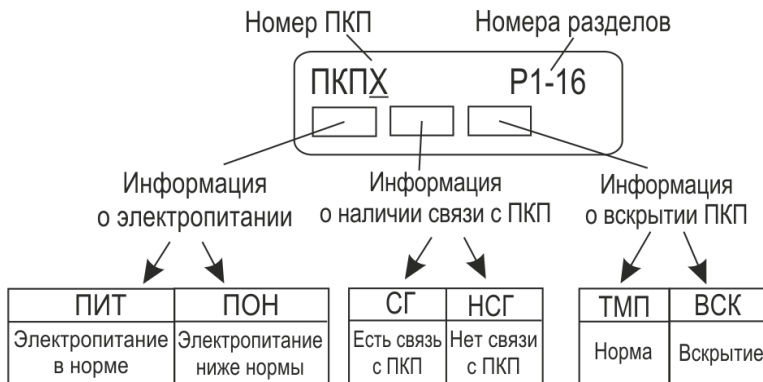 Номер ПКП Номера разделов
ПКПХ Р1-16
Информация
о электропитании
Информация
о наличии связи с ПКП
Информация
о вскрытии ПКП
ПИТ ПОН
Электропитание
в норме
Электропитание
ниже нормы
СГ НСГ
Есть связь
с ПКП
Нет связи
с ПКП
ТМП ВСК
Норма Вскрытие